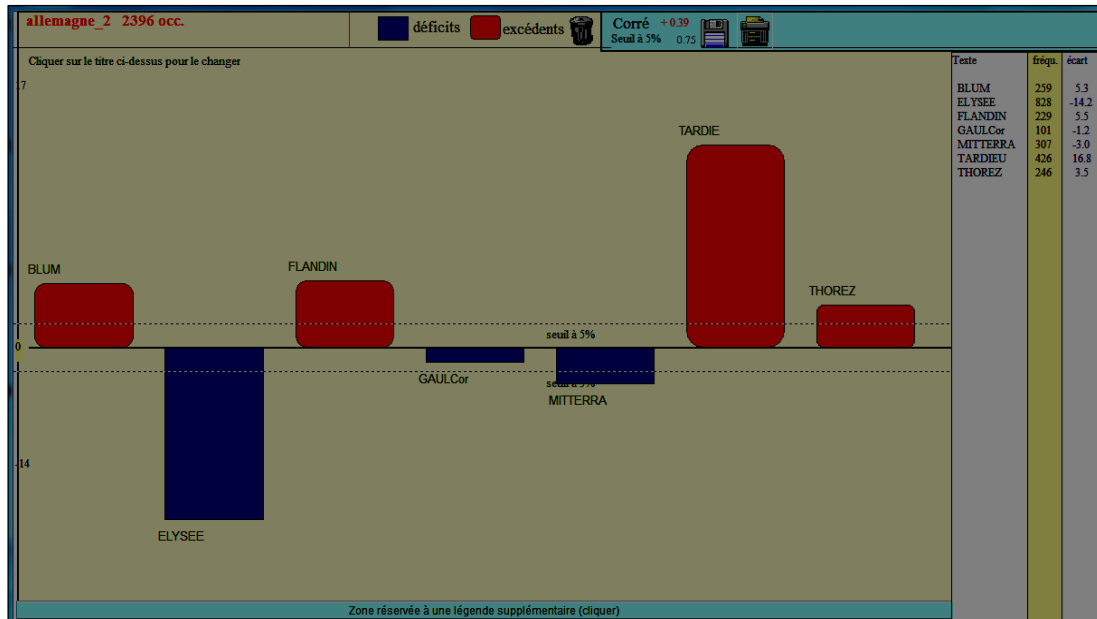 allemagne_2 2396 occ.
déficits
excédents
Corré +0.39
Seuil à 5% 0.75
Cliquer sur le titre ci-dessus pour le changer
17
TARDIE
BLUM
FLANDIN
THOREZ
seuil à 5%
0
GAULCor
seuil à 5%
MITTERRA
-14
ELYSEE
Texte fréqu. écart
BLUM 259 5.3
ELYSEE 828 -14.2
FLANDIN 229 5.5
GAULCor 101 -1.2
MITTERRA 307 -3.0
TARDIEU 426 16.8
THOREZ 246 3.5
Zone réservée à une légende supplémentaire (cliquer)